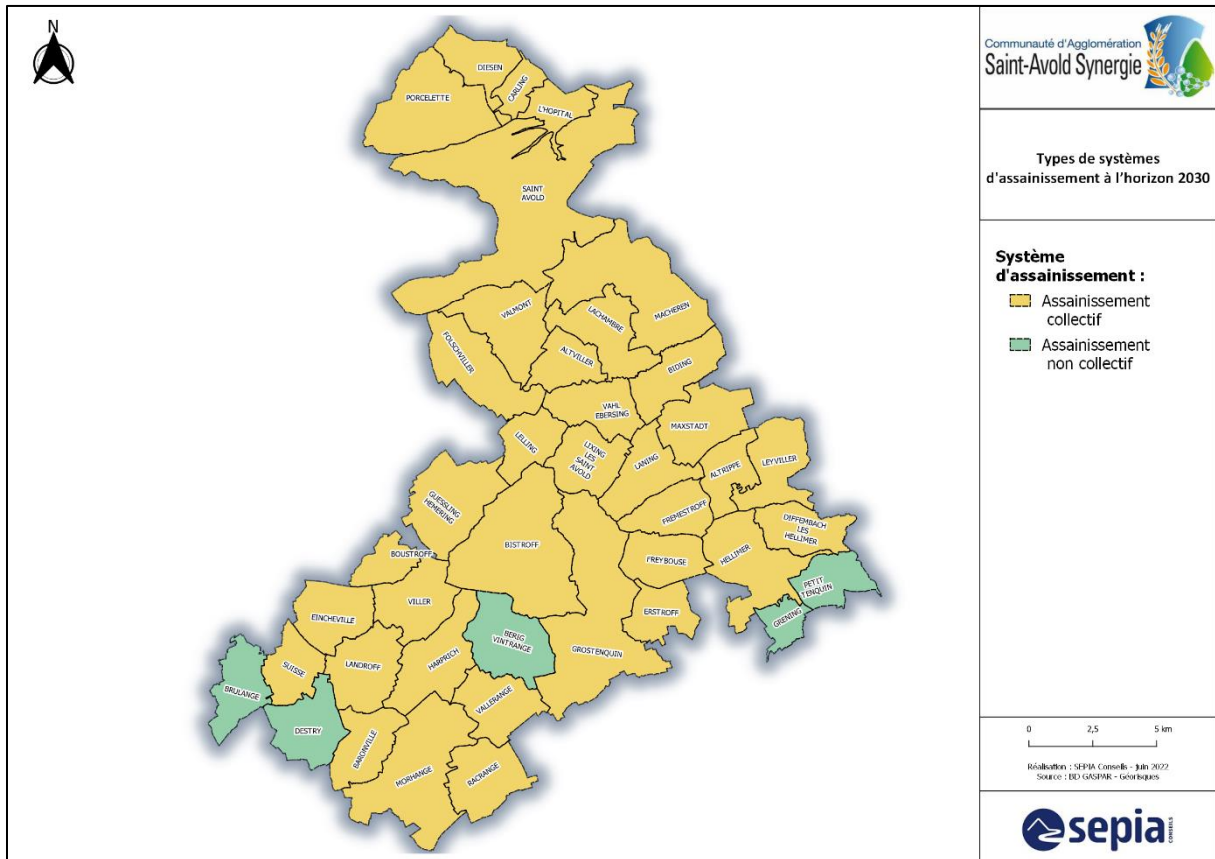 N
DIESEN
CARLING
PORCELETTE
L'HOPITAL
SAINT
AVOLD
VALMONT
LACHAMBRE
MACHEREN
FOLSCHVILLER
ALTVILLER
BIDING
VAHL
EBERSING
MAXSTADT
LELLING
LIXING
LES
SAINT
AVOLD
LANING
ALTRIPPE
LEYVILLER
GUESSLING
HEMERING
FREMESTROFF
DIFFEMBACH
LES
HELLIMER
BISTROFF
BOUSTROFF
FREYBOUSE
HELLIMER
PETIT
TENQUIN
VILLER
GRENING
EINCHEVILLE
ERSTROFF
BERIG
VINTRANGE
GROSTENQUIN
SUISSE
LANDROFF
HARPRICH
BRULANGE
VALLERANGE
DESTRY
BARONVILLE
MORHANGE
RACRANGE
Communauté d'Agglomération
Saint-Avold Synergie
Types de systèmes
d'assainissement à l'horizon 2030
Système
d'assainissement :
Assainissement
collectif
Assainissement
non collectif
0 2,5 5 km
Réalisation : SEPIA Conseils - Juin 2022
Source : BD GASPAR - Géorisques
sepia
CONSEILS